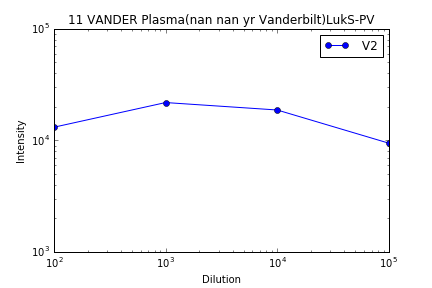 11 VANDER Plasma(nan nan yr Vanderbilt)LukS-PV
V2
10^5
10^4
10^3
Intensity
10^2 10^3 10^4 10^5
Dilution